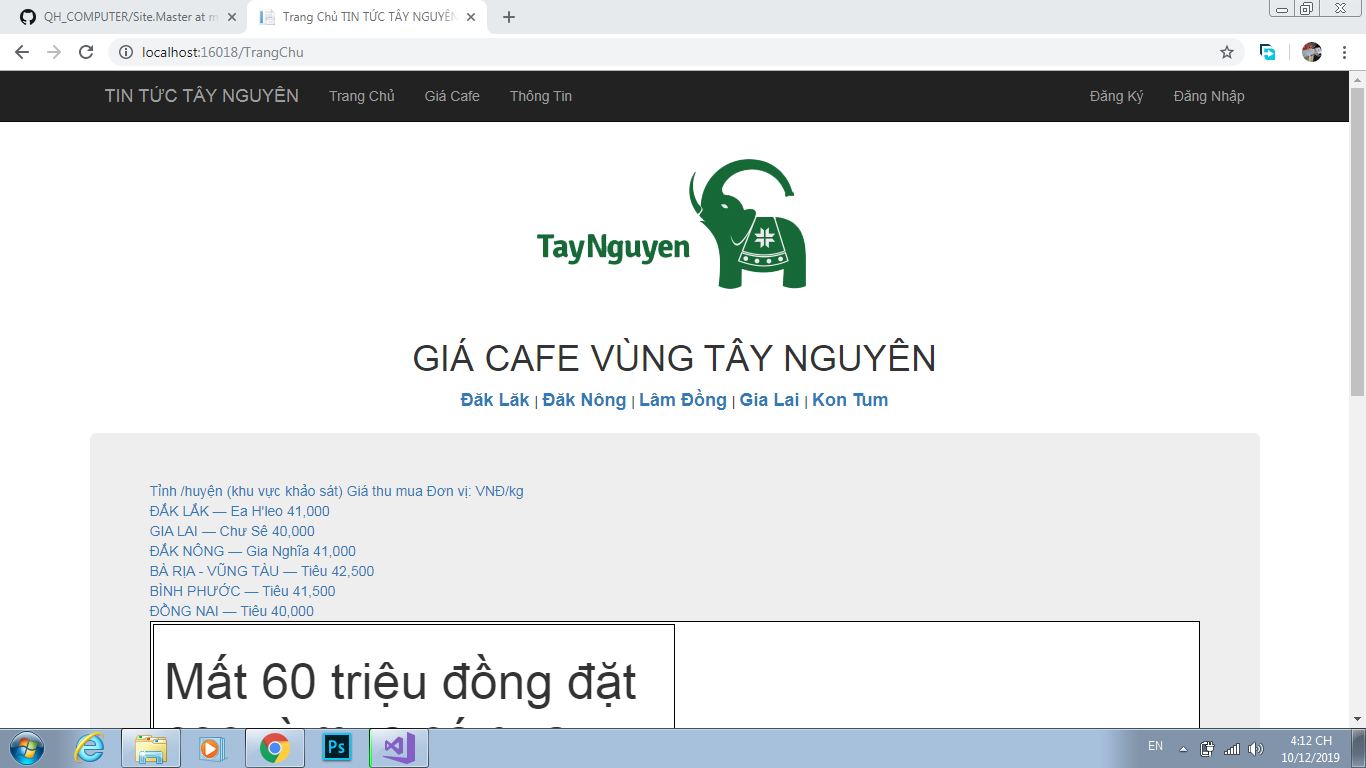 QH_COMPUTER/Site.Master at m
Trang Chủ TIN TỨC TÂY NGUYÊN
localhost:16018/TrangChu
TIN TỨC TÂY NGUYÊN Trang Chủ Giá Cafe Thông Tin Đăng Ký Đăng Nhập
TayNguyen
GIÁ CAFE VÙNG TÂY NGUYÊN
Đăk Lăk | Đăk Nông | Lâm Đồng | Gia Lai | Kon Tum
Tỉnh /huyện (khu vực khảo sát) Giá thu mua Đơn vị: VNĐ/kg
ĐẮK LẮK — Ea H'leo 41,000
GIA LAI — Chư Sê 40,000
ĐẮK NÔNG — Gia Nghĩa 41,000
BÀ RỊA - VŨNG TÀU — Tiêu 42,500
BÌNH PHƯỚC — Tiêu 41,500
ĐỒNG NAI — Tiêu 40,000
Mất 60 triệu đồng đặt
Ps
EN
4:12 CH
10/12/2019